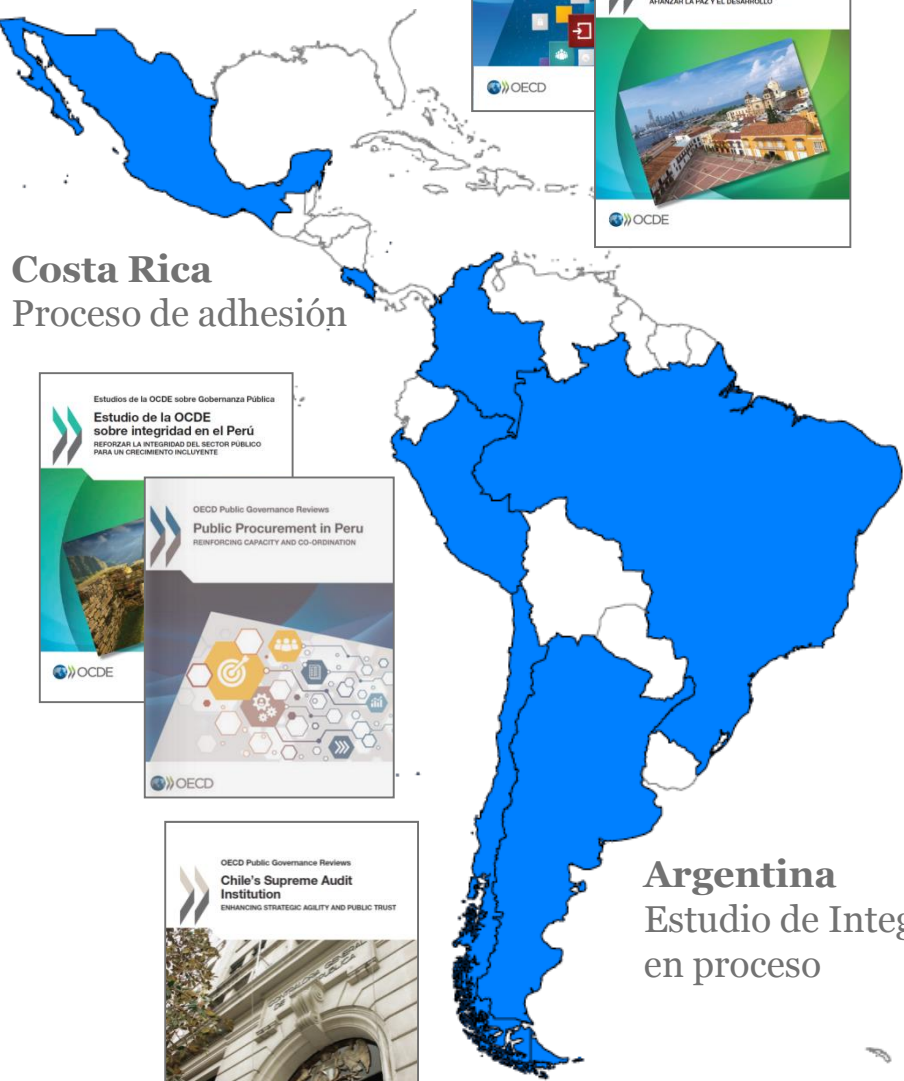 AFIANZAR LA PAZ Y EL DESARROLLO
OECD
OCDE
Costa Rica
Proceso de adhesión
Estudios de la OCDE sobre Gobernanza Pública
Estudio de la OCDE
sobre integridad en el Perú
REFORZAR LA INTEGRIDAD DEL SECTOR PÚBLICO
PARA UN CRECIMIENTO INCLUYENTE
OCDE
OECD Public Governance Reviews
Public Procurement in Peru
REINFORCING CAPACITY AND CO-ORDINATION
OECD
OECD Public Governance Reviews
Chile's Supreme Audit
Institution
ENHANCING STRATEGIC AGILITY AND PUBLIC TRUST
Argentina
Estudio de Integ
en proceso